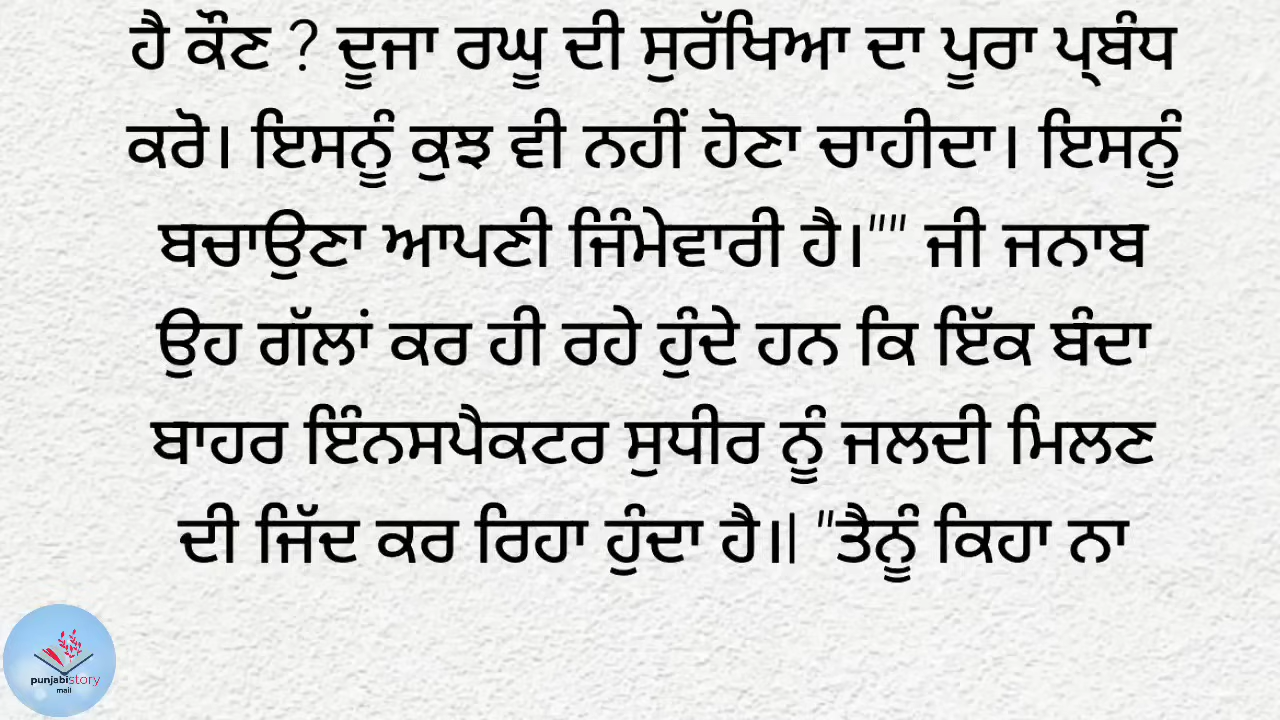 ਹੈ ਕੌਣ ? ਦੂਜਾ ਰਘੂ ਦੀ ਸੁਰੱਖਿਆ ਦਾ ਪੂਰਾ ਪ੍ਬੰਧ
ਕਰੋ। ਇਸਨੂੰ ਕੁਝ ਵੀ ਨਹੀਂ ਹੋਣਾ ਚਾਹੀਦਾ। ਇਸਨੂੰ
ਬਚਾਉਣਾ ਆਪਣੀ ਜਿੰਮੇਵਾਰੀ ਹੈ।"" ਜੀ ਜਨਾਬ
ਉਹ ਗੱਲਾਂ ਕਰ ਹੀ ਰਹੇ ਹੁੰਦੇ ਹਨ ਕਿ ਇੱਕ ਬੰਦਾ
ਬਾਹਰ ਇੰਨਸਪੈਕਟਰ ਸੁਧੀਰ ਨੂੰ ਜਲਦੀ ਮਿਲਣ
ਦੀ ਜਿੱਦ ਕਰ ਰਿਹਾ ਹੁੰਦਾ ਹੈ।l "ਤੈਨੂੰ ਕਿਹਾ ਨਾ
punjabistory
mail